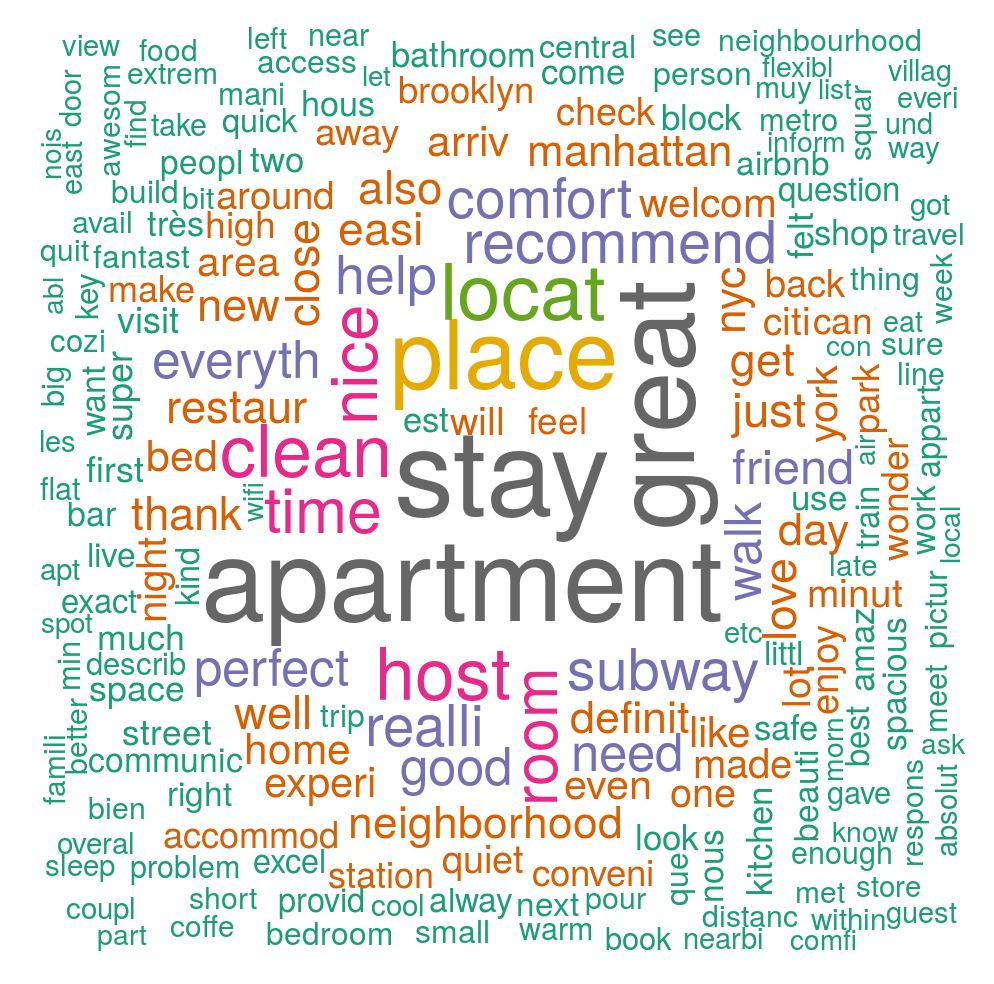 view
food
left
near
bathroom
central
see
neighbourhood
extrem
access
let
come
person
flexibl
villag
door
awesom
find
mani
hous
brooklyn
check
block
muy
list
everi
take
quick
away
arriv
manhattan
metro
squar
und
nois
east
peopl
two
airbnb
inform
way
build
bit
around
also
comfort
welcom
question
got
avail
très
high
close
easi
recommend
felt
shop
travel
quit
fantast
area
help
locat
great
nyc
back
thing
week
abl
key
make
new
nice
place
citi
can
eat
cozi
visit
everyth
get
con
sure
big
want
super
restaur
est
will
feel
just
york
park
line
les
first
bed
clean
stay
friend
air
wonder
appart
flat
bar
thank
wifi
time
walk
use
day
train
work
local
live
night
kind
apartment
love
late
minut
apt
exact
spot
much
etc
littl
enjoy
amaz
spacious
pictur
min
describ
perfect
host
subway
lot
space
well
trip
realli
room
definit
like
safe
best
meet
ask
famili
better
street
communic
home
good
need
made
beauti
morn
respons
absolut
bien
right
experi
even
one
kitchen
gave
overal
accommod
neighborhood
look
nous
know
enough
sleep
problem
excel
station
quiet
conveni
que
met
store
coupl
short
provid
cool
alway
next
pour
distanc
within
guest
part
coffe
bedroom
small
warm
book
nearbi
comfi